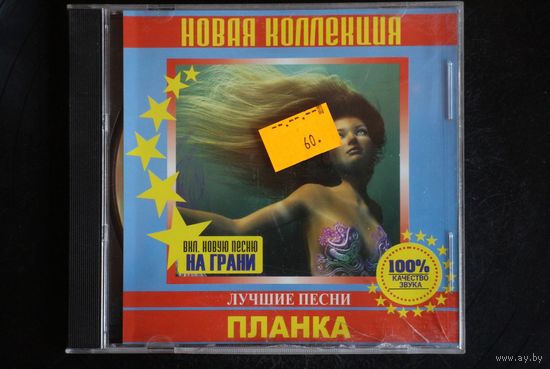 НОВАЯ КОЛЛЕКЦИЯ
60.
ВКЛ. НОВУЮ ПЕСНЮ
НА ГРАНИ
100%
КАЧЕСТВО
ЗВУКА
ЛУЧШИЕ ПЕСНИ
ПЛАНКА
www.ay.by